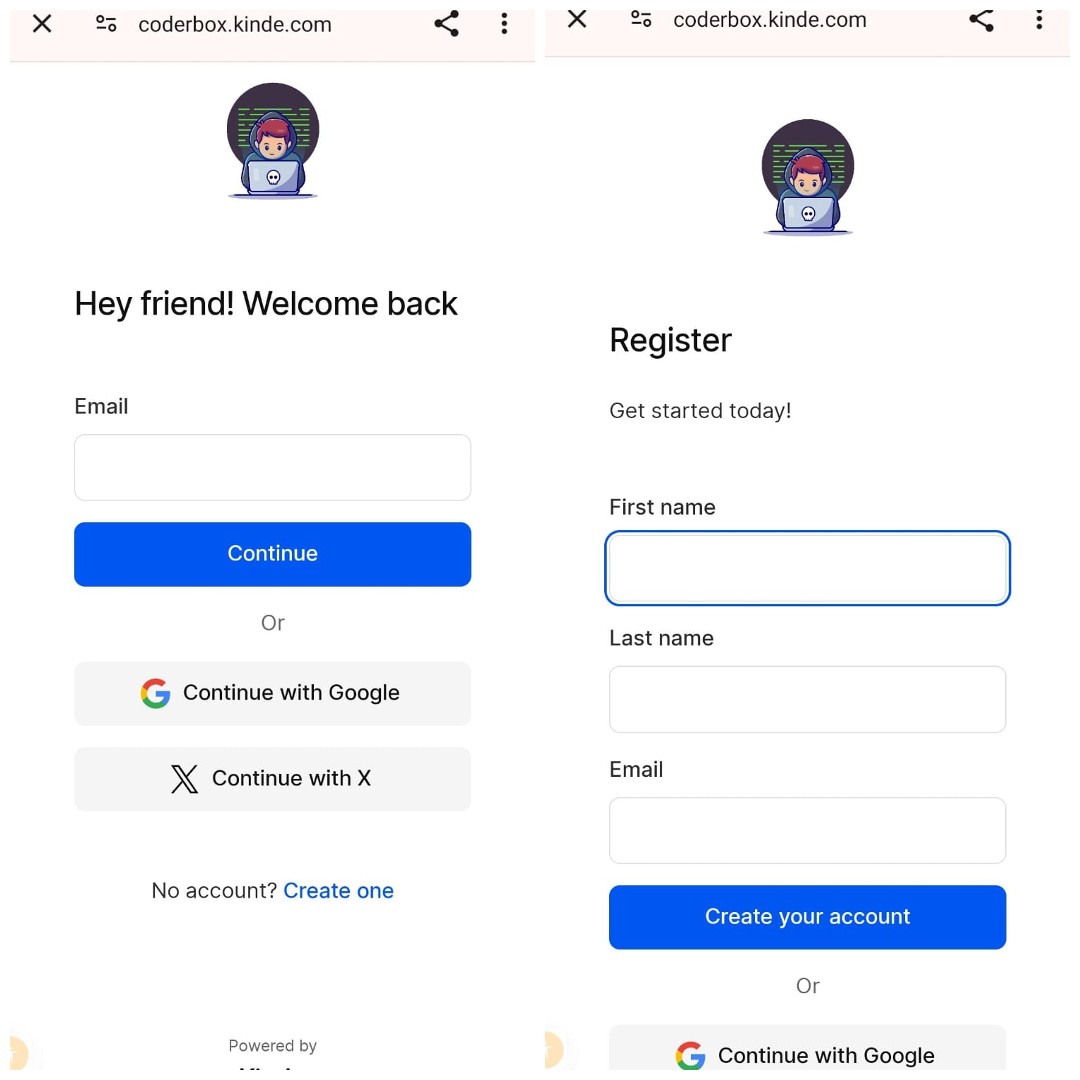 coderbox.kinde.com
Hey friend! Welcome back
Email
Continue
Or
Continue with Google
Continue with X
No account? Create one
Powered by
coderbox.kinde.com
Register
Get started today!
First name
Last name
Email
Create your account
Or
Continue with Google